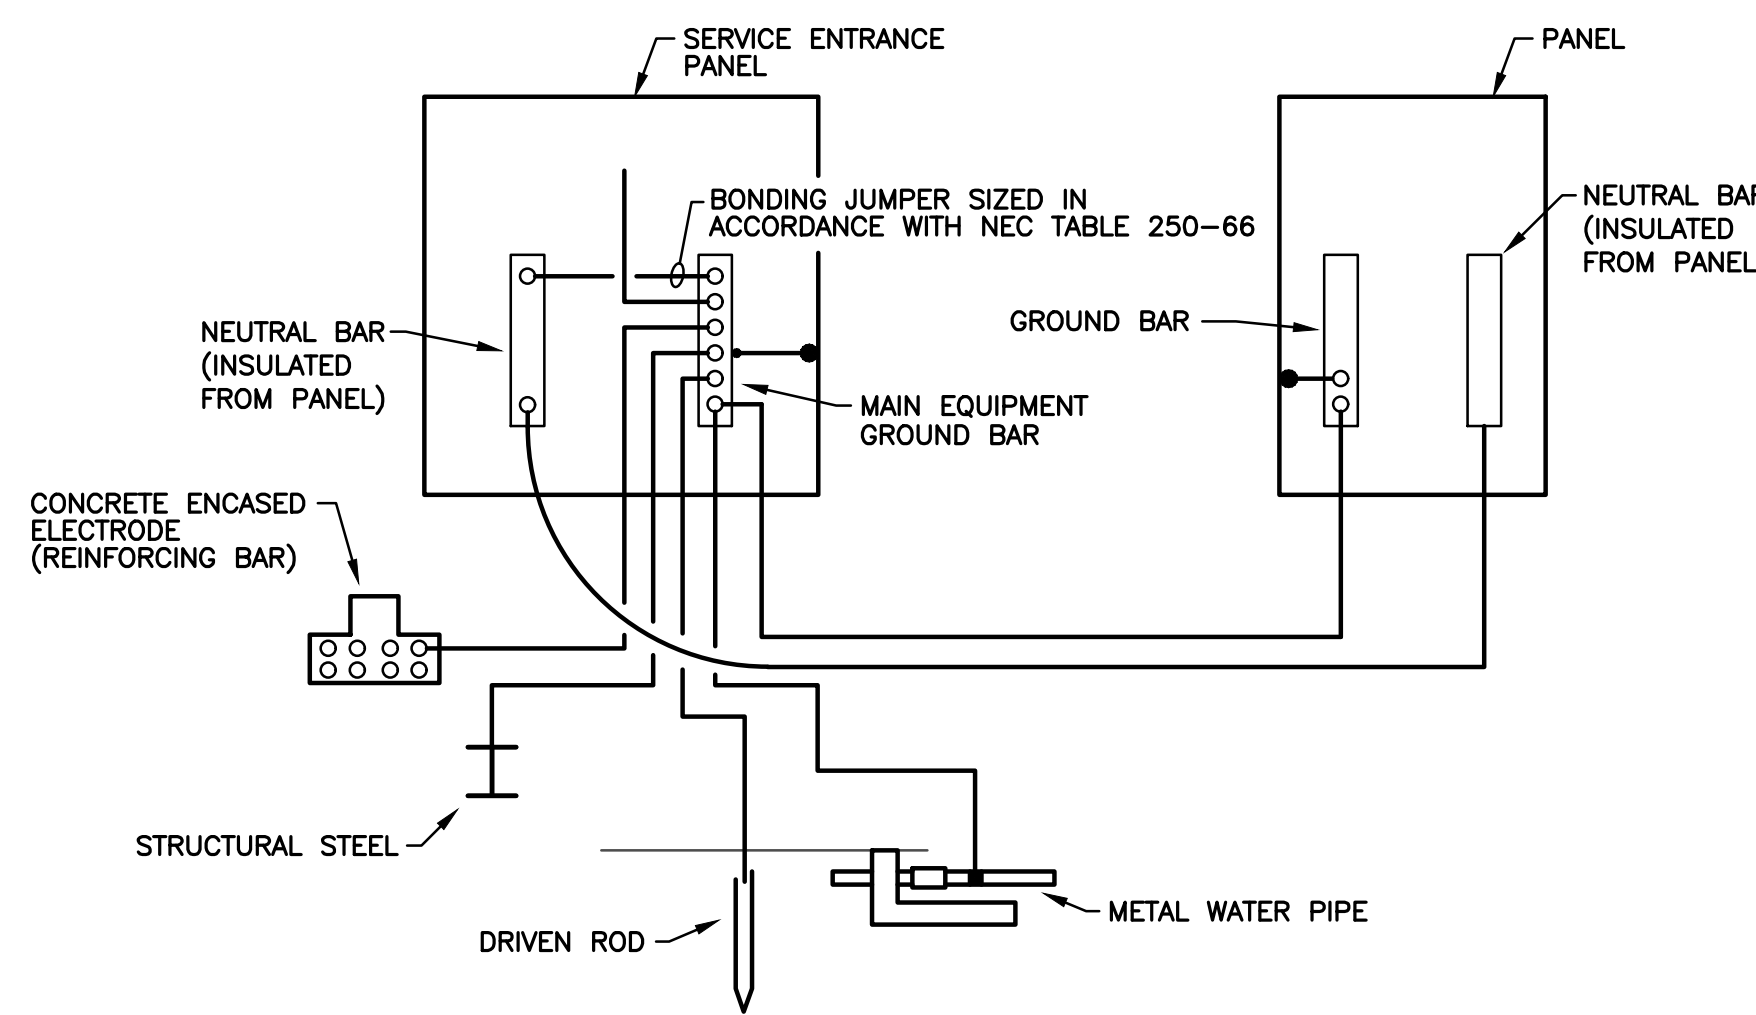 SERVICE ENTRANCE
PANEL
PANEL
BONDING JUMPER SIZED IN
ACCORDANCE WITH NEC TABLE 250-66
NEUTRAL BAR
(INSULATED
FROM PANEL
GROUND BAR
NEUTRAL BAR
(INSULATED
FROM PANEL)
MAIN EQUIPMENT
GROUND BAR
CONCRETE ENCASED
ELECTRODE
(REINFORCING BAR)
STRUCTURAL STEEL
METAL WATER PIPE
DRIVEN ROD